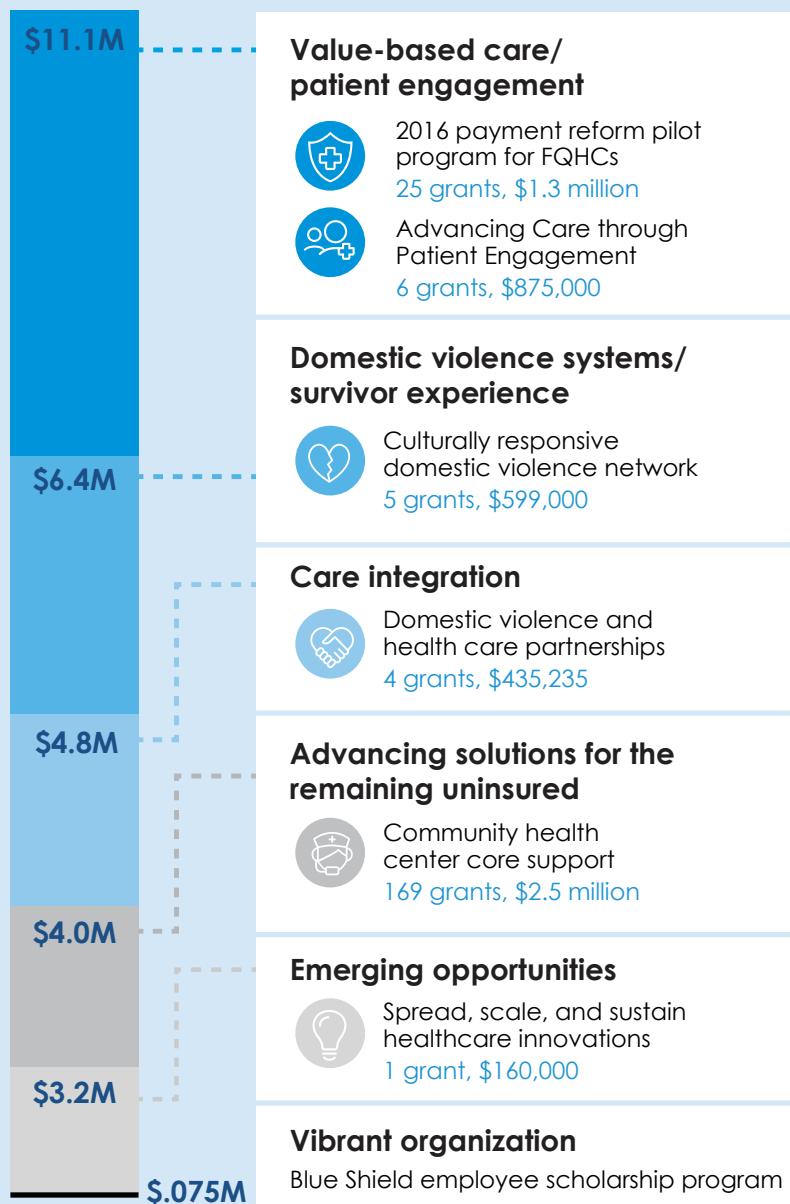 $11.1M
Value-based care/
patient engagement
2016 payment reform pilot
program for FQHCs
25 grants, $1.3 million
Advancing Care through
Patient Engagement
6 grants, $875,000
$6.4M
Domestic violence systems/
survivor experience
Culturally responsive
domestic violence network
5 grants, $599,000
$4.8M
Care integration
Domestic violence and
health care partnerships
4 grants, $435,235
$4.0M
Advancing solutions for the
remaining uninsured
Community health
center core support
169 grants, $2.5 million
$3.2M
Emerging opportunities
Spread, scale, and sustain
healthcare innovations
1 grant, $160,000
$.075M
Vibrant organization
Blue Shield employee scholarship program